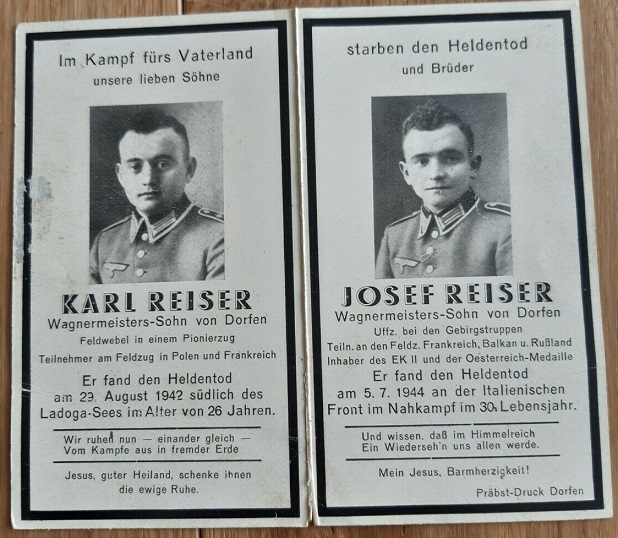 Im Kampf fürs Vaterland
unsere lieben Söhne
KARL REISER
Wagnermeisters-Sohn von Dorfen
Feldwebel in einem Pionierzug
Teilnehmer am Feldzug in Polen und Frankreich
Er fand den Heldentod
am 29. August 1942 südlich des
Ladoga-Sees im Alter von 26 Jahren.
Wir ruhen nun — einander gleich —
Vom Kampfe aus in fremder Erde
Jesus, guter Heiland, schenke ihnen
die ewige Ruhe.
starben den Heldentod
und Brüder
JOSEF REISER
Wagnermeisters-Sohn von Dorfen
Uffz. bei den Gebirgstruppen
Teiln. an den Feldz. Frankreich, Balkan u. Rußland
Inhaber des EK II und der Oesterreich-Medaille
Er fand den Heldentod
am 5. 7. 1944 an der Italienischen
Front im Nahkampf im 30. Lebensjahr.
Und wissen, daß im Himmelreich
Ein Wiederseh'n uns allen werde.
Mein Jesus, Barmherzigkeit!
Präbst-Druck Dorfen